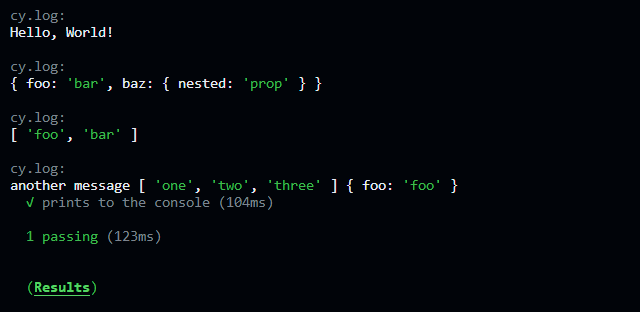 cy.log:
Hello, World!
cy.log:
{ foo: 'bar', baz: { nested: 'prop' } }
cy.log:
[ 'foo', 'bar' ]
cy.log:
another message [ 'one', 'two', 'three' ] { foo: 'foo' }
√ prints to the console (104ms)
1 passing (123ms)
(Results)